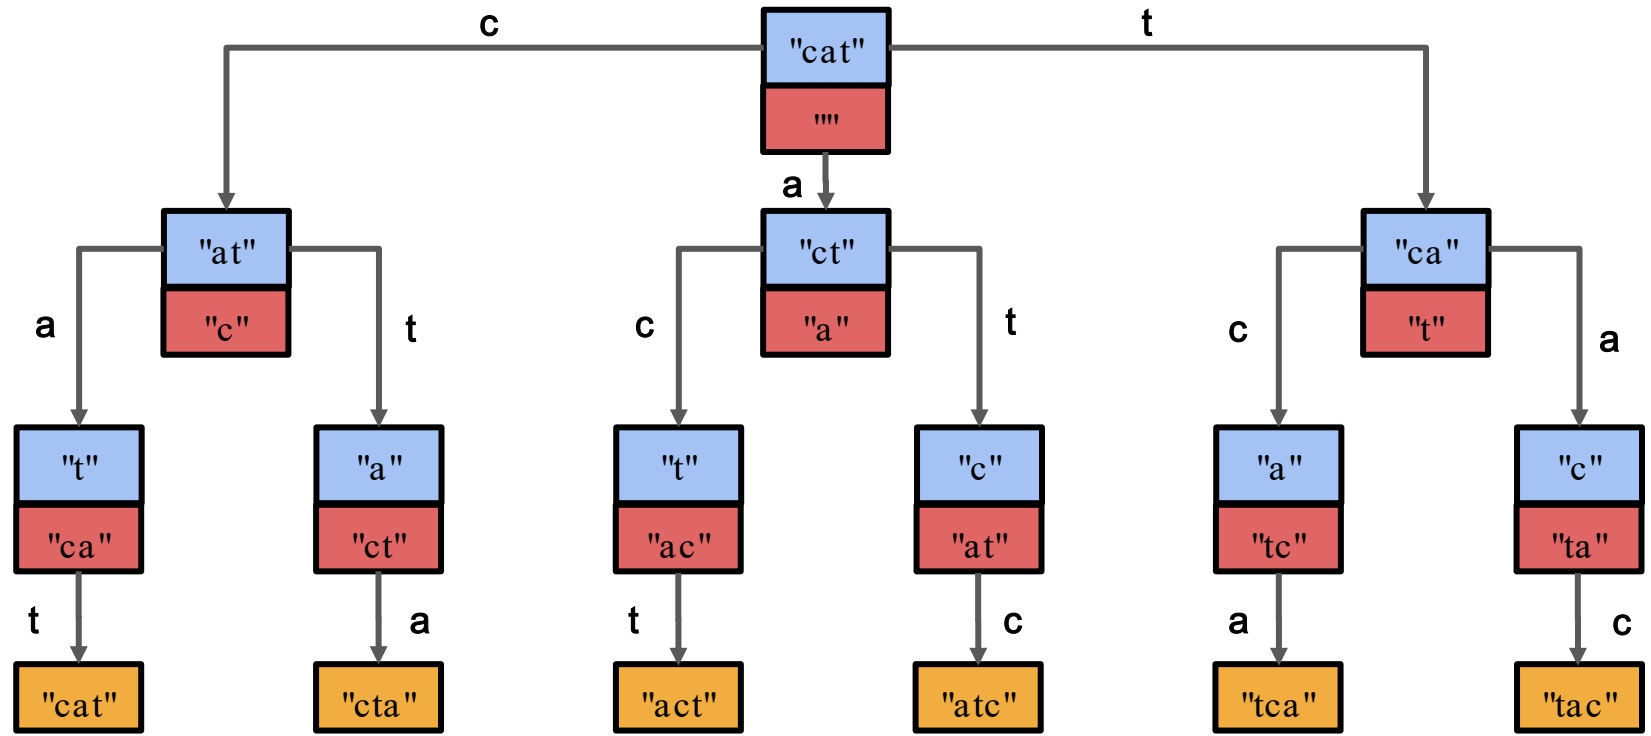 c
t
"cat"
""
a
"at"
"c"
"ct"
"a"
"ca"
"t"
a
t
c
t
c
a
"t"
"ca"
"a"
"ct"
"t"
"ac"
"c"
"at"
"a"
"tc"
"c"
"ta"
t
a
t
c
a
c
"cat"
"cta"
"act"
"atc"
"tca"
"tac"